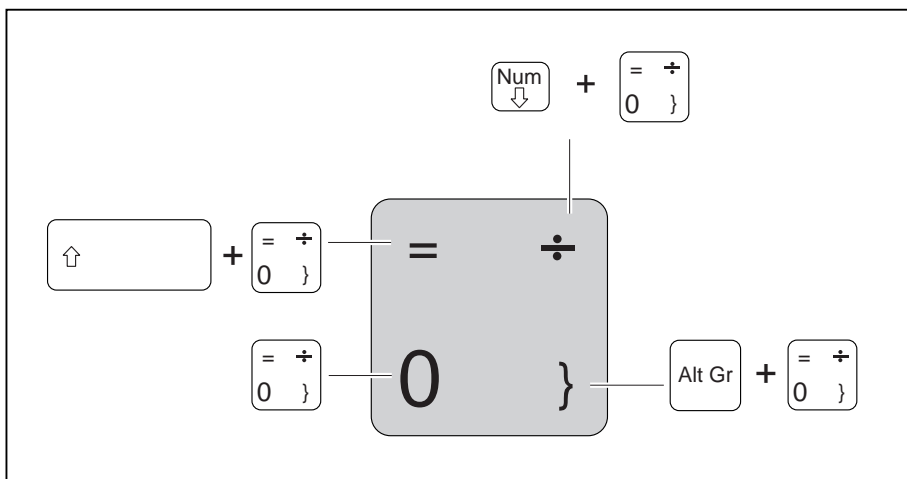 Num + = ÷
⇩ 0 }
⇧ + = ÷ = ÷
0 }
= ÷ 0 } Alt Gr + = ÷
0 } 0 }